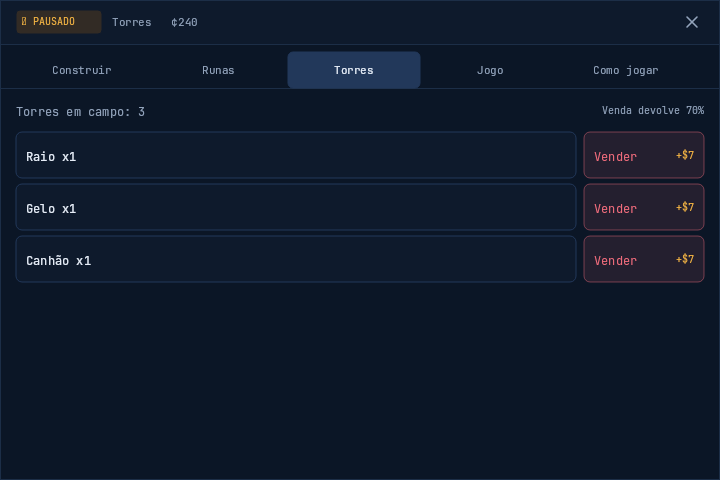 PAUSADO Torres ¢240
Construir Runas Torres Jogo Como jogar
Torres em campo: 3 Venda devolve 70%
Raio x1 Vender +$7
Gelo x1 Vender +$7
Canhão x1 Vender +$7